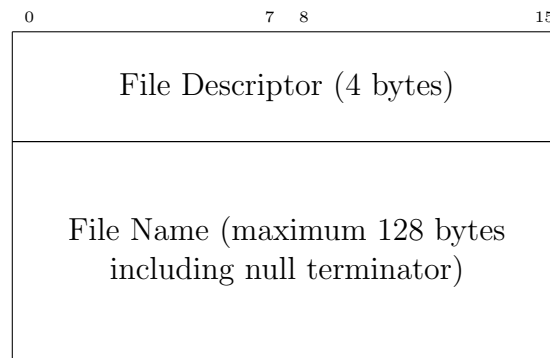 0 7 8 15
File Descriptor (4 bytes)
File Name (maximum 128 bytes
including null terminator)